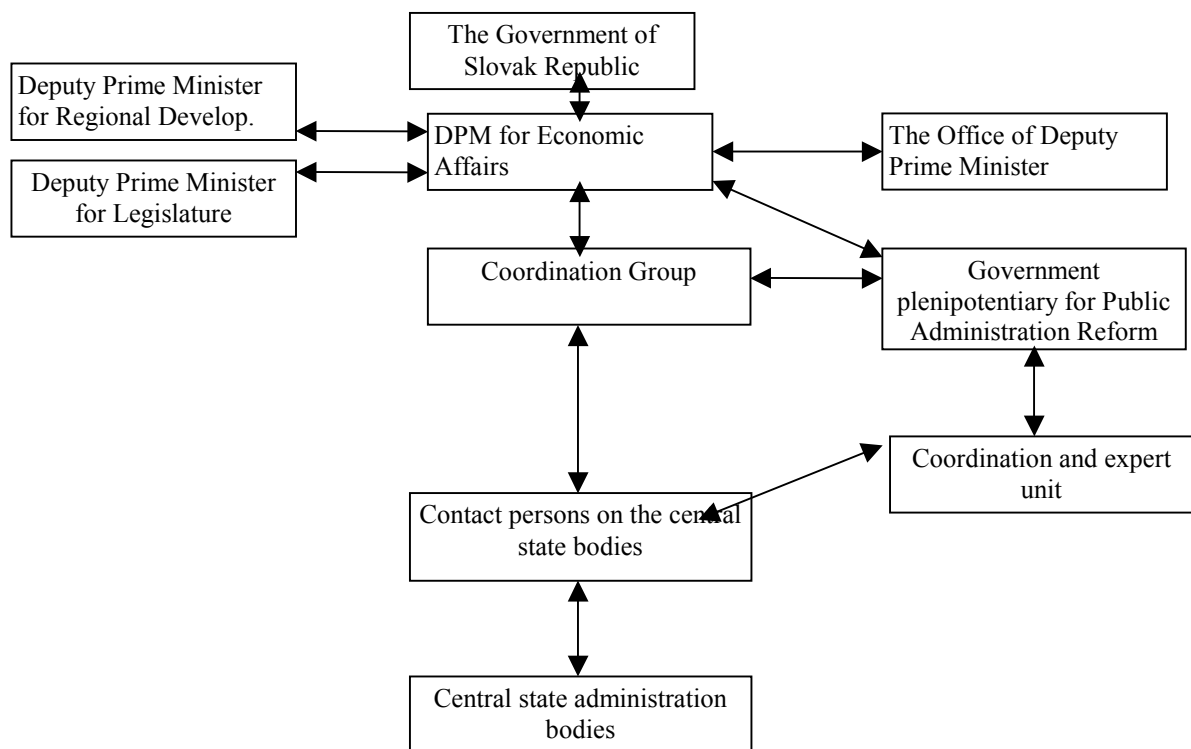 The Government of
Slovak Republic
Deputy Prime Minister
for Regional Develop.
DPM for Economic
Affairs
The Office of Deputy
Prime Minister
Deputy Prime Minister
for Legislature
Coordination Group
Government
plenipotentiary for Public
Administration Reform
Coordination and expert
unit
Contact persons on the central
state bodies
Central state administration
bodies